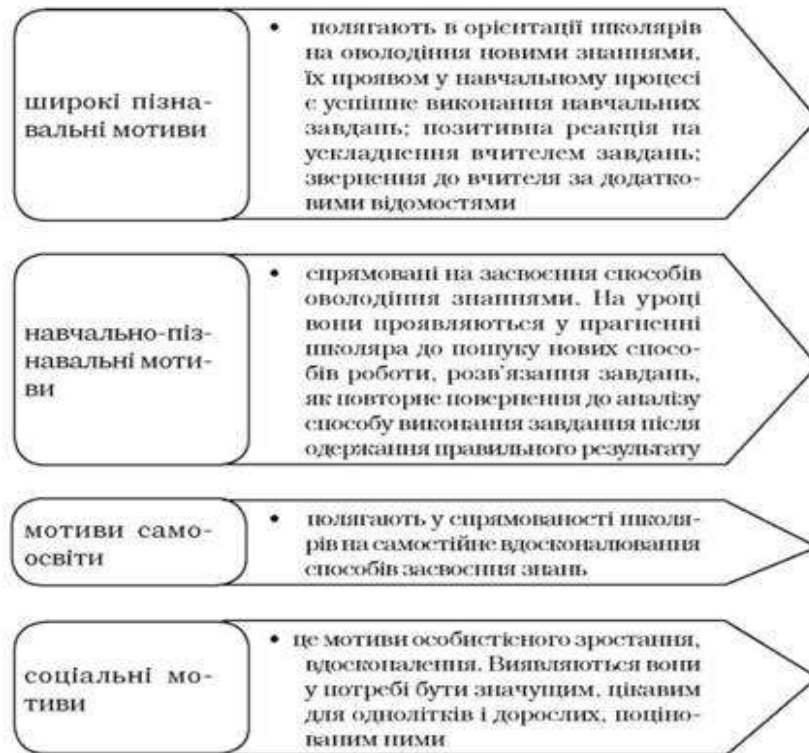 широкі пізна-
вальні мотиви
• полягають в орієнтації школярів
на оволодіння новими знаннями,
їх проявом у навчальному процесі
є успішне виконання навчальних
завдань; позитивна реакція на
ускладнення вчителем завдань;
звернення до вчителя за додатко-
вими відомостями
навчально-піз-
навальні моти-
ви
• спрямовані на засвоєння способів
оволодіння знаннями. На уроці
вони проявляються у прагненні
школяра до пошуку нових спосо-
бів роботи, розв'язання завдань,
як повторне повернення до аналізу
способу виконання завдання після
одержання правильного результату
мотиви само-
освіти
• полягають у спрямованості школя-
рів на самостійне вдосконалювання
способів засвоєння знань
соціальні мо-
тиви
• це мотиви особистісного зростання,
вдосконалення. Виявляються вони
у потребі бути значущим, цікавим
для однолітків і дорослих, поціно-
ваним ними